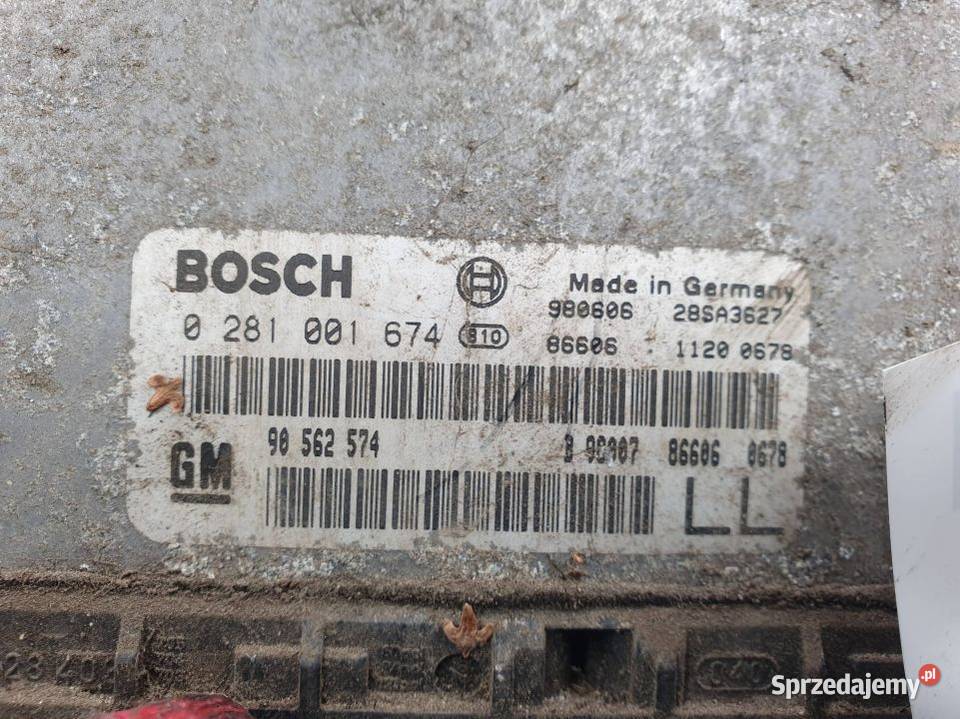 BOSCH
Made in Germany
980606 28SA3627
0 281 001 674 810
86606 1120 0678
GM
90 562 574
86606 0678
LL
Sprzedajemy.pl